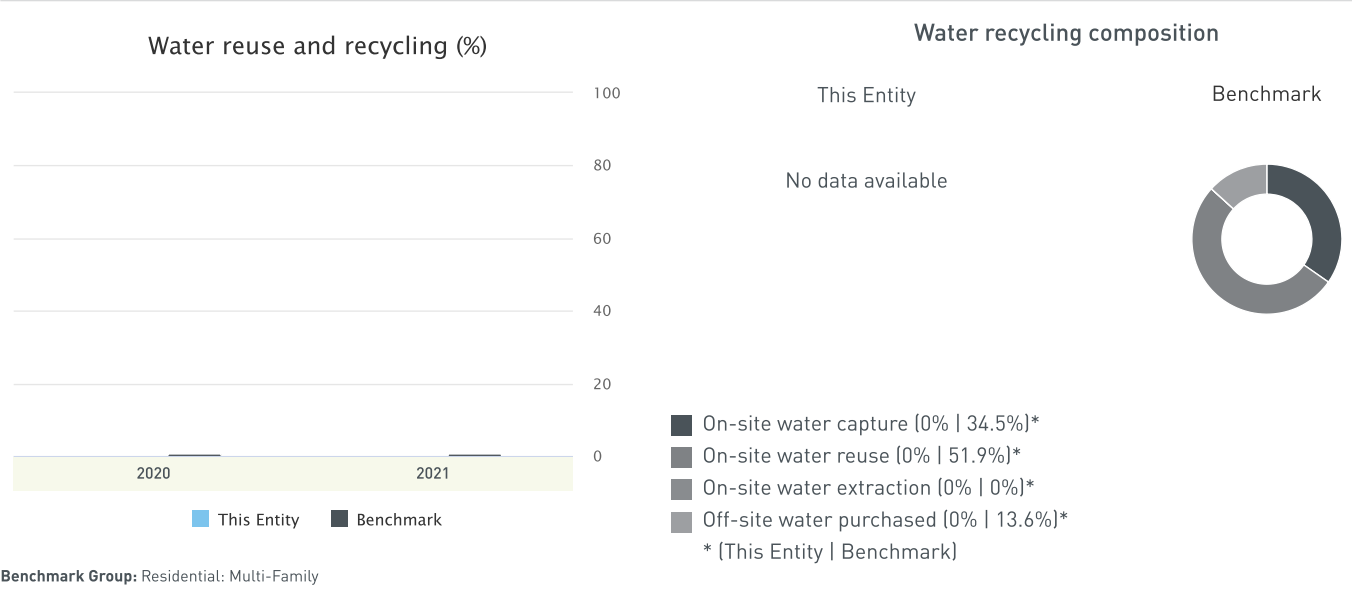 Water reuse and recycling (%)
100
80
60
40
20
0
2020
2021
This Entity
Benchmark
Water recycling composition
This Entity
Benchmark
No data available
On-site water capture (0% | 34.5%)*
On-site water reuse (0% | 51.9%)*
On-site water extraction (0% | 0%)*
Off-site water purchased (0% | 13.6%)*
* (This Entity | Benchmark)
Benchmark Group: Residential: Multi-Family